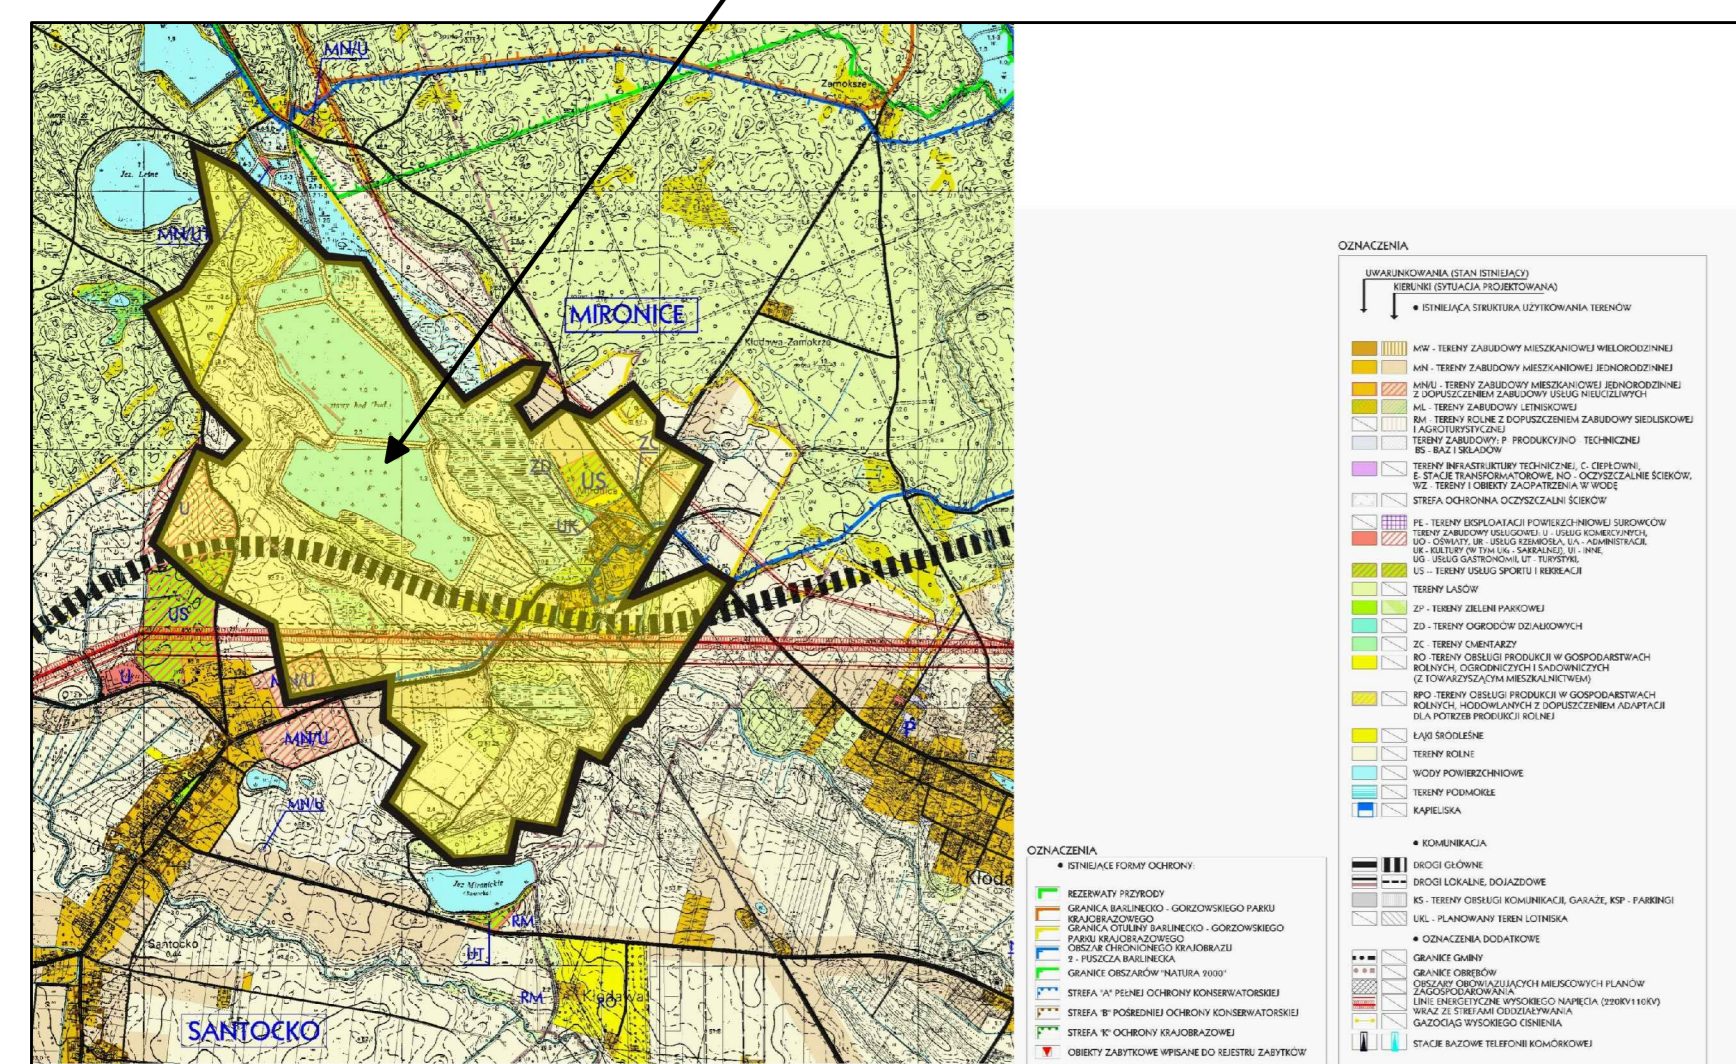 MN/U
Zamoksze
Jez. Letne
MN/UT
MIRONICE
Kłodawa-Zamokrze
ZC
ZD
US
Mironice
U
UK
US
U
MN/U
MN/U
P
MN/U
Jez Mironickie
Kłoda
RM
Santocko
UT
RM
Kłodawa
SANTOCKO
OZNACZENIA
UWARUNKOWANIA (STAN ISTNIEJĄCY)
KIERUNKI (SYTUACJA PROJEKTOWANA)
• ISTNIEJĄCA STRUKTURA UŻYTKOWANIA TERENÓW
MW - TERENY ZABUDOWY MIESZKANIOWEJ WIELORODZINNEJ
MN - TERENY ZABUDOWY MIESZKANIOWEJ JEDNORODZINNEJ
MN/U - TERENY ZABUDOWY MIESZKANIOWEJ JEDNORODZINNEJ
Z DOPUSZCZENIEM ZABUDOWY USŁUG NIEUCIŻLIWYCH
ML - TERENY ZABUDOWY LETNISKOWEJ
RM - TERENY ROLNE Z DOPUSZCZENIEM ZABUDOWY SIEDLISKOWEJ
I AGROTURYSTYCZNEJ
TERENY ZABUDOWY: P- PRODUKCYJNO - TECHNICZNEJ
BS - BAZ I SKŁADÓW
TERENY INFRASTRUKTURY TECHNICZNEJ, C- CIEPŁOWNI,
E- STACJE TRANSFORMATOROWE, NO - OCZYSZCZALNIE ŚCIEKÓW,
WZ - TERENY I OBIEKTY ZAOPATRZENIA W WODĘ
STREFA OCHRONNA OCZYSZCZALNI ŚCIEKÓW
PE - TERENY EKSPLOATACJI POWIERZCHNIOWEJ SUROWCÓW
TERENY ZABUDOWY USŁUGOWEJ: U - USŁUG KOMERCYJNYCH,
UO - OŚWIATY, UR - USŁUG RZEMIOSŁA, UA - ADMINISTRACJI,
UK - KULTURY (W TYM UKs - SAKRALNEJ), UI - INNE,
UG - USŁUG GASTRONOMII, UT - TURYSTYKI,
US -- TERENY USŁUG SPORTU I REKREACJI
TERENY LASÓW
ZP - TERENY ZIELENI PARKOWEJ
ZD - TERENY OGRODÓW DZIAŁKOWYCH
ZC - TERENY CMENTARZY
RO -TERENY OBSŁUGI PRODUKCJI W GOSPODARSTWACH
ROLNYCH, OGRODNICZYCH I SADOWNICZYCH
(Z TOWARZYSZĄCYM MIESZKALNICTWEM)
RPO -TERENY OBSŁUGI PRODUKCJI W GOSPODARSTWACH
ROLNYCH, HODOWLANYCH Z DOPUSZCZENIEM ADAPTACJI
DLA POTRZEB PRODUKCJI ROLNEJ
ŁĄKI ŚRÓDLEŚNE
TERENY ROLNE
WODY POWIERZCHNIOWE
TERENY PODMOKŁE
KĄPIELISKA
• KOMUNIKACJA
DROGI GŁÓWNE
DROGI LOKALNE, DOJAZDOWE
KS - TERENY OBSŁUGI KOMUNIKACJI, GARAŻE, KSP - PARKINGI
UKL - PLANOWANY TEREN LOTNISKA
• OZNACZENIA DODATKOWE
GRANICE GMINY
GRANICE OBRĘBÓW
OBSZARY OBOWIĄZUJĄCYCH MIEJSCOWYCH PLANÓW
ZAGOSPODAROWANIA
LINIE ENERGETYCZNE WYSOKIEGO NAPIĘCIA (220KV110KV)
WRAZ ZE STREFAMI ODDZIAŁYWANIA
GAZOCIĄG WYSOKIEGO CIŚNIENIA
STACJE BAZOWE TELEFONII KOMÓRKOWEJ
OZNACZENIA
• ISTNIEJĄCE FORMY OCHRONY:
REZERWATY PRZYRODY
GRANICA BARLINECKO - GORZOWSKIEGO PARKU
KRAJOBRAZOWEGO
GRANICA OTULINY BARLINECKO - GORZOWSKIEGO
PARKU KRAJOBRAZOWEGO
OBSZAR CHRONIONEGO KRAJOBRAZU
2 - PUSZCZA BARLINECKA
GRANICE OBSZARÓW "NATURA 2000"
STREFA "A" PEŁNEJ OCHRONY KONSERWATORSKIEJ
STREFA "B" POŚREDNIEJ OCHRONY KONSERWATORSKIEJ
STREFA "K" OCHRONY KRAJOBRAZOWEJ
OBIEKTY ZABYTKOWE WPISANE DO REJESTRU ZABYTKÓW